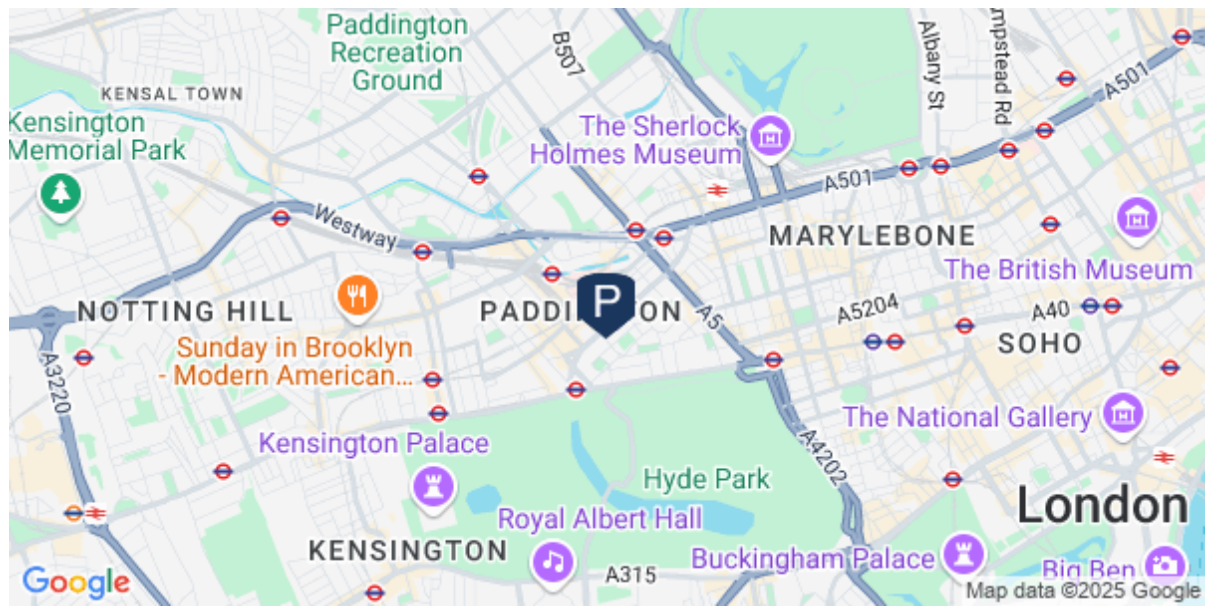 Paddington
Recreation
Ground
B507
Albany St
mpstead Rd
A501
KENSAL TOWN
Kensington
Memorial Park
The Sherlock
Holmes Museum
A501
Westway
MARYLEBONE
The British Museum
NOTTING HILL
PADDI
P
ON
A5
A5204
A40
SOHO
Sunday in Brooklyn
- Modern American...
A3220
The National Gallery
Kensington Palace
A4202
Hyde Park
London
Royal Albert Hall
KENSINGTON
Buckingham Palace
Big Ben
A315
Google
Map data ©2025 Google